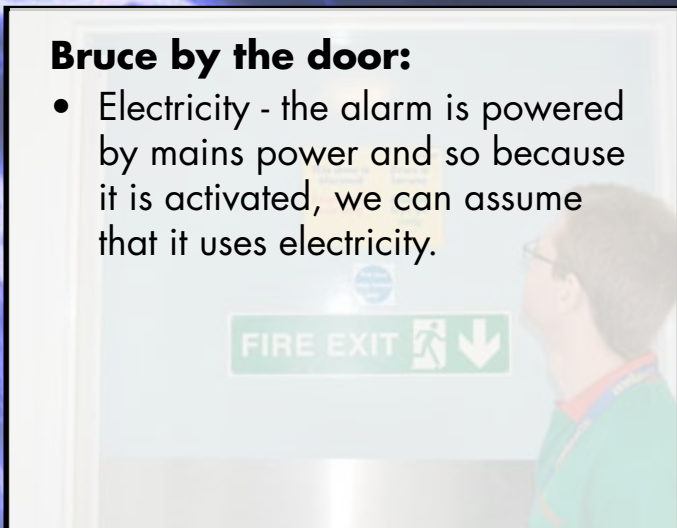 Bruce by the door:
• Electricity - the alarm is powered
by mains power and so because
it is activated, we can assume
that it uses electricity.
FIRE EXIT